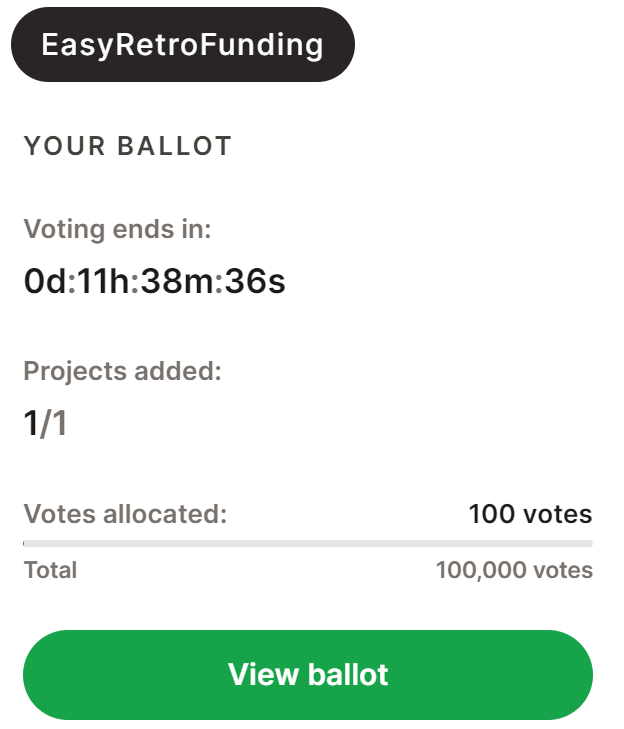 EasyRetroFunding
YOUR BALLOT
Voting ends in:
0d:11h:38m:36s
Projects added:
1/1
Votes allocated: 100 votes
Total 100,000 votes
View ballot